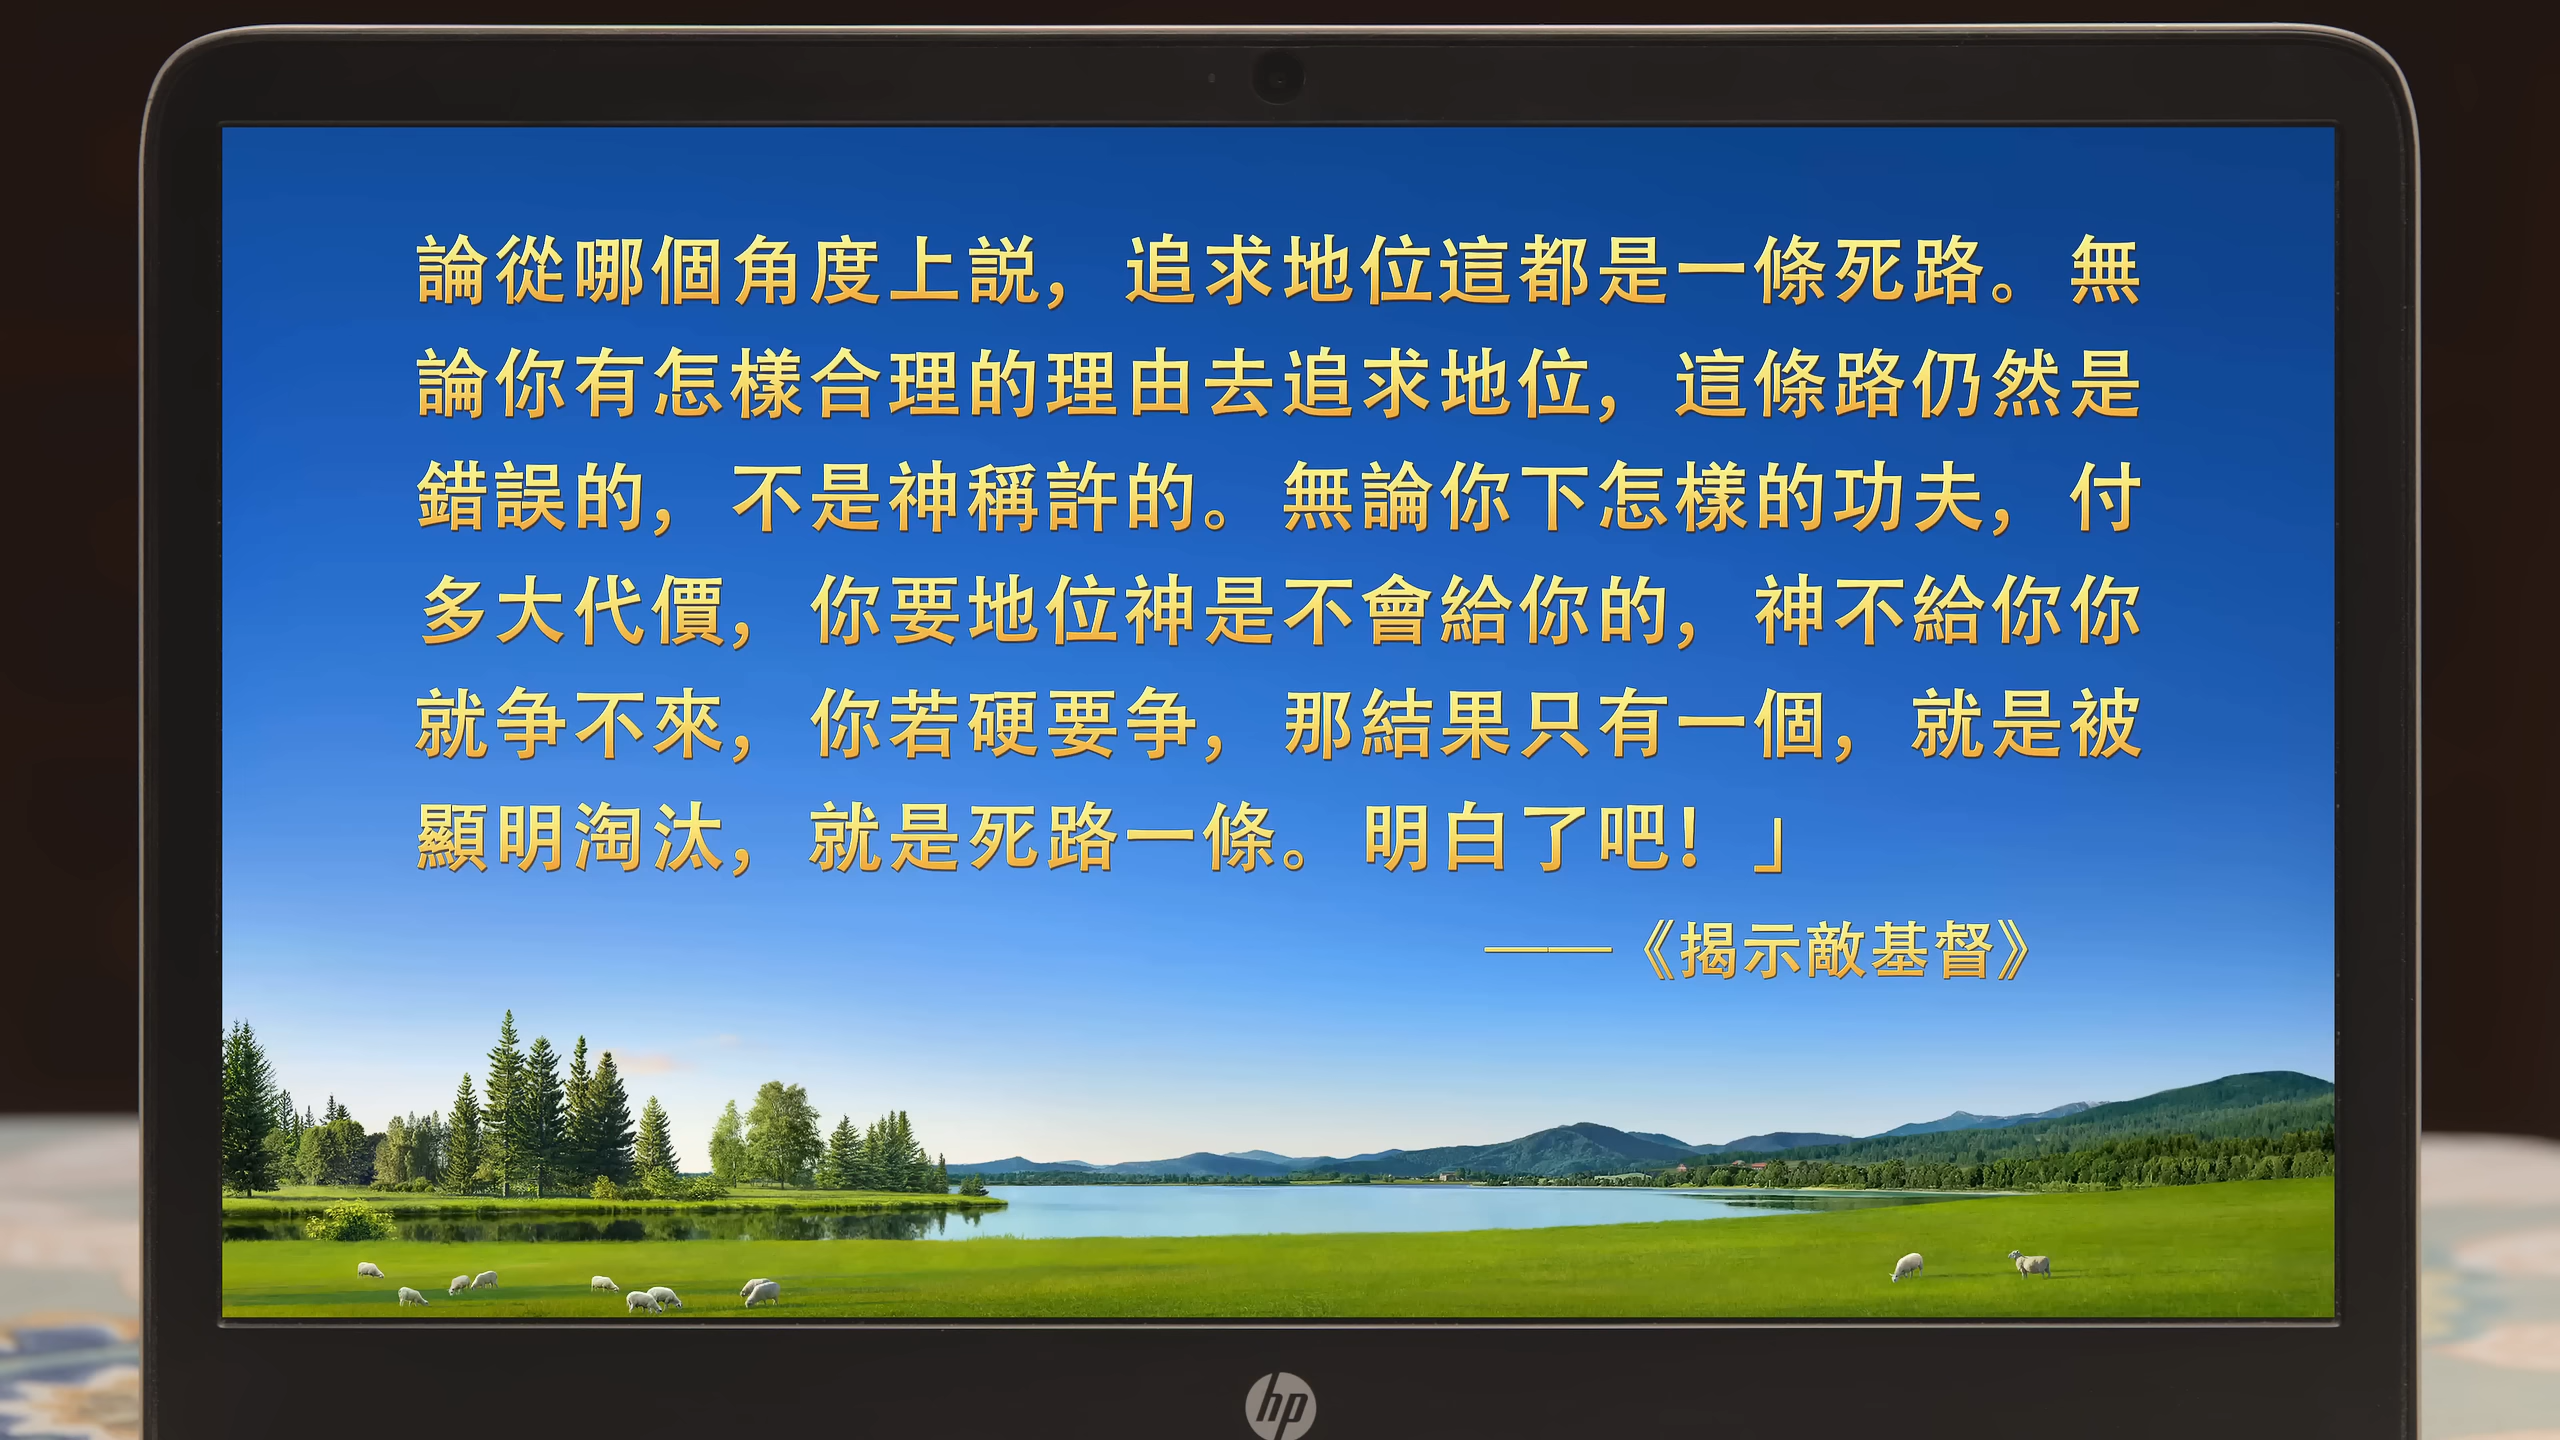 論從哪個角度上説，追求地位這都是一條死路。無
論你有怎樣合理的理由去追求地位，這條路仍然是
錯誤的，不是神稱許的。無論你下怎樣的功夫，付
多大代價，你要地位神是不會給你的，神不給你你
就争不來，你若硬要争，那結果只有一個，就是被
顯明淘汰，就是死路一條。明白了吧！」
——《揭示敵基督》
hp